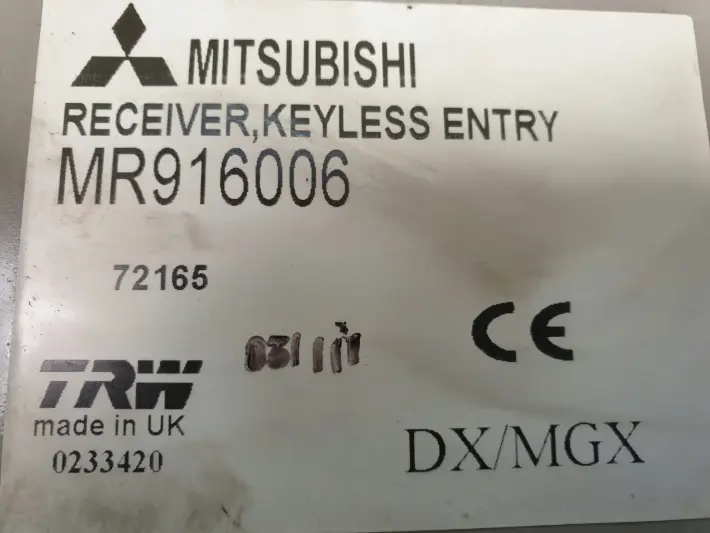 MITSUBISHI
RECEIVER,KEYLESS ENTRY
MR916006
72165
CE
TRW
made in UK
0233420
DX/MGX